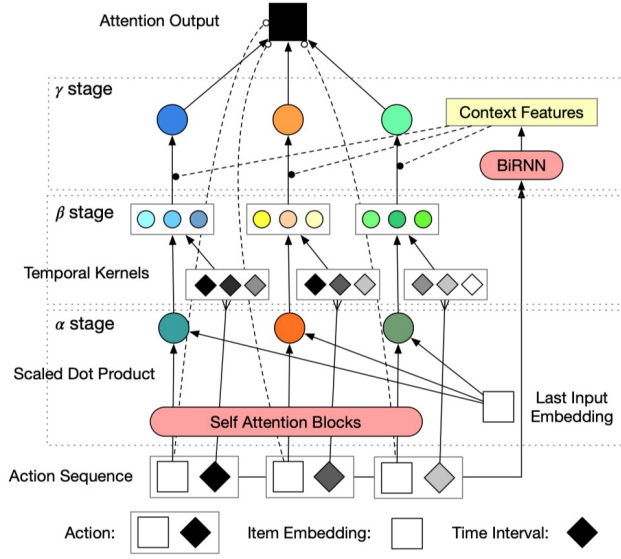 Attention Output
γ stage
Context Features
BiRNN
β stage
Temporal Kernels
α stage
Scaled Dot Product
Last Input
Embedding
Self Attention Blocks
Action Sequence
Action:
Item Embedding:
Time Interval: